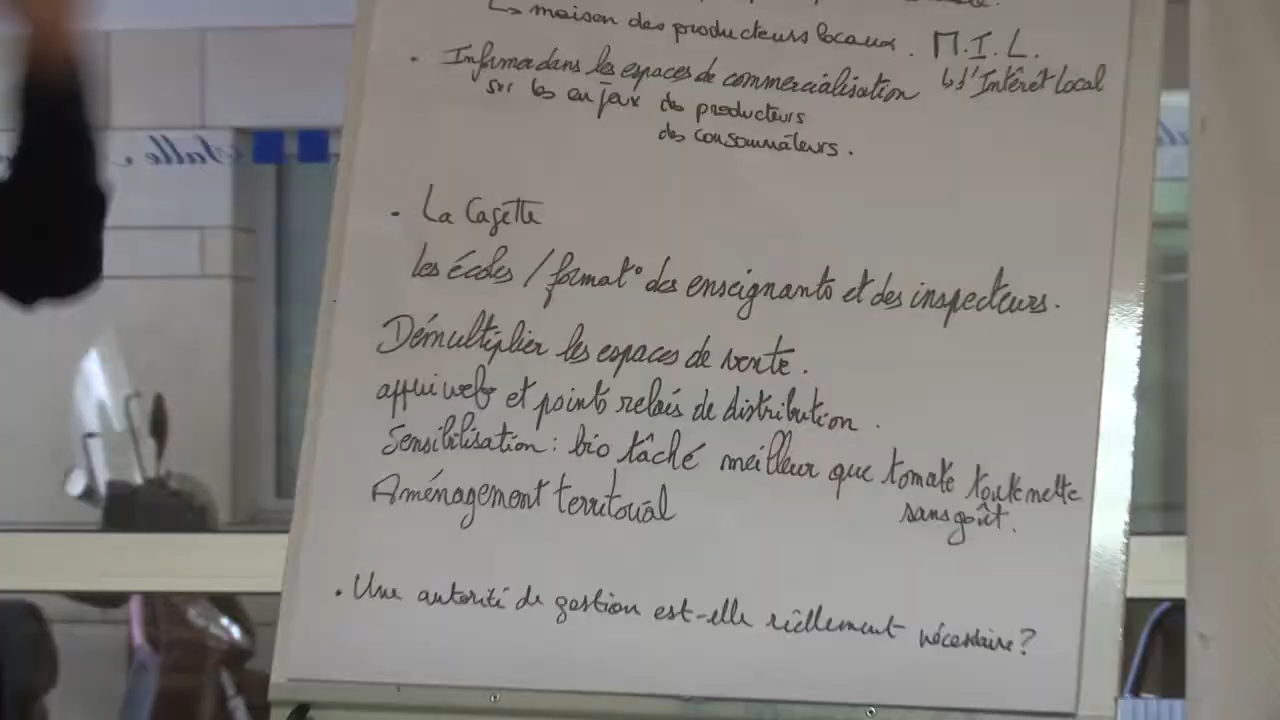 ↳ maison des producteurs locaux. M.I.L.
↳ d'Intérêt local
. Informer dans les espaces de commercialisation
sur les enjeux des producteurs
des consommateurs.
. La Cagette
les écoles / format° des enseignants et des inspecteurs.
Démultiplier les espaces de vente.
appui web et points relais de distribution.
Sensibilisation : bio tâché meilleur que tomate toute nette
sans goût.
Aménagement territorial
. Une autorité de gestion est-elle réellement nécessaire ?
Salle